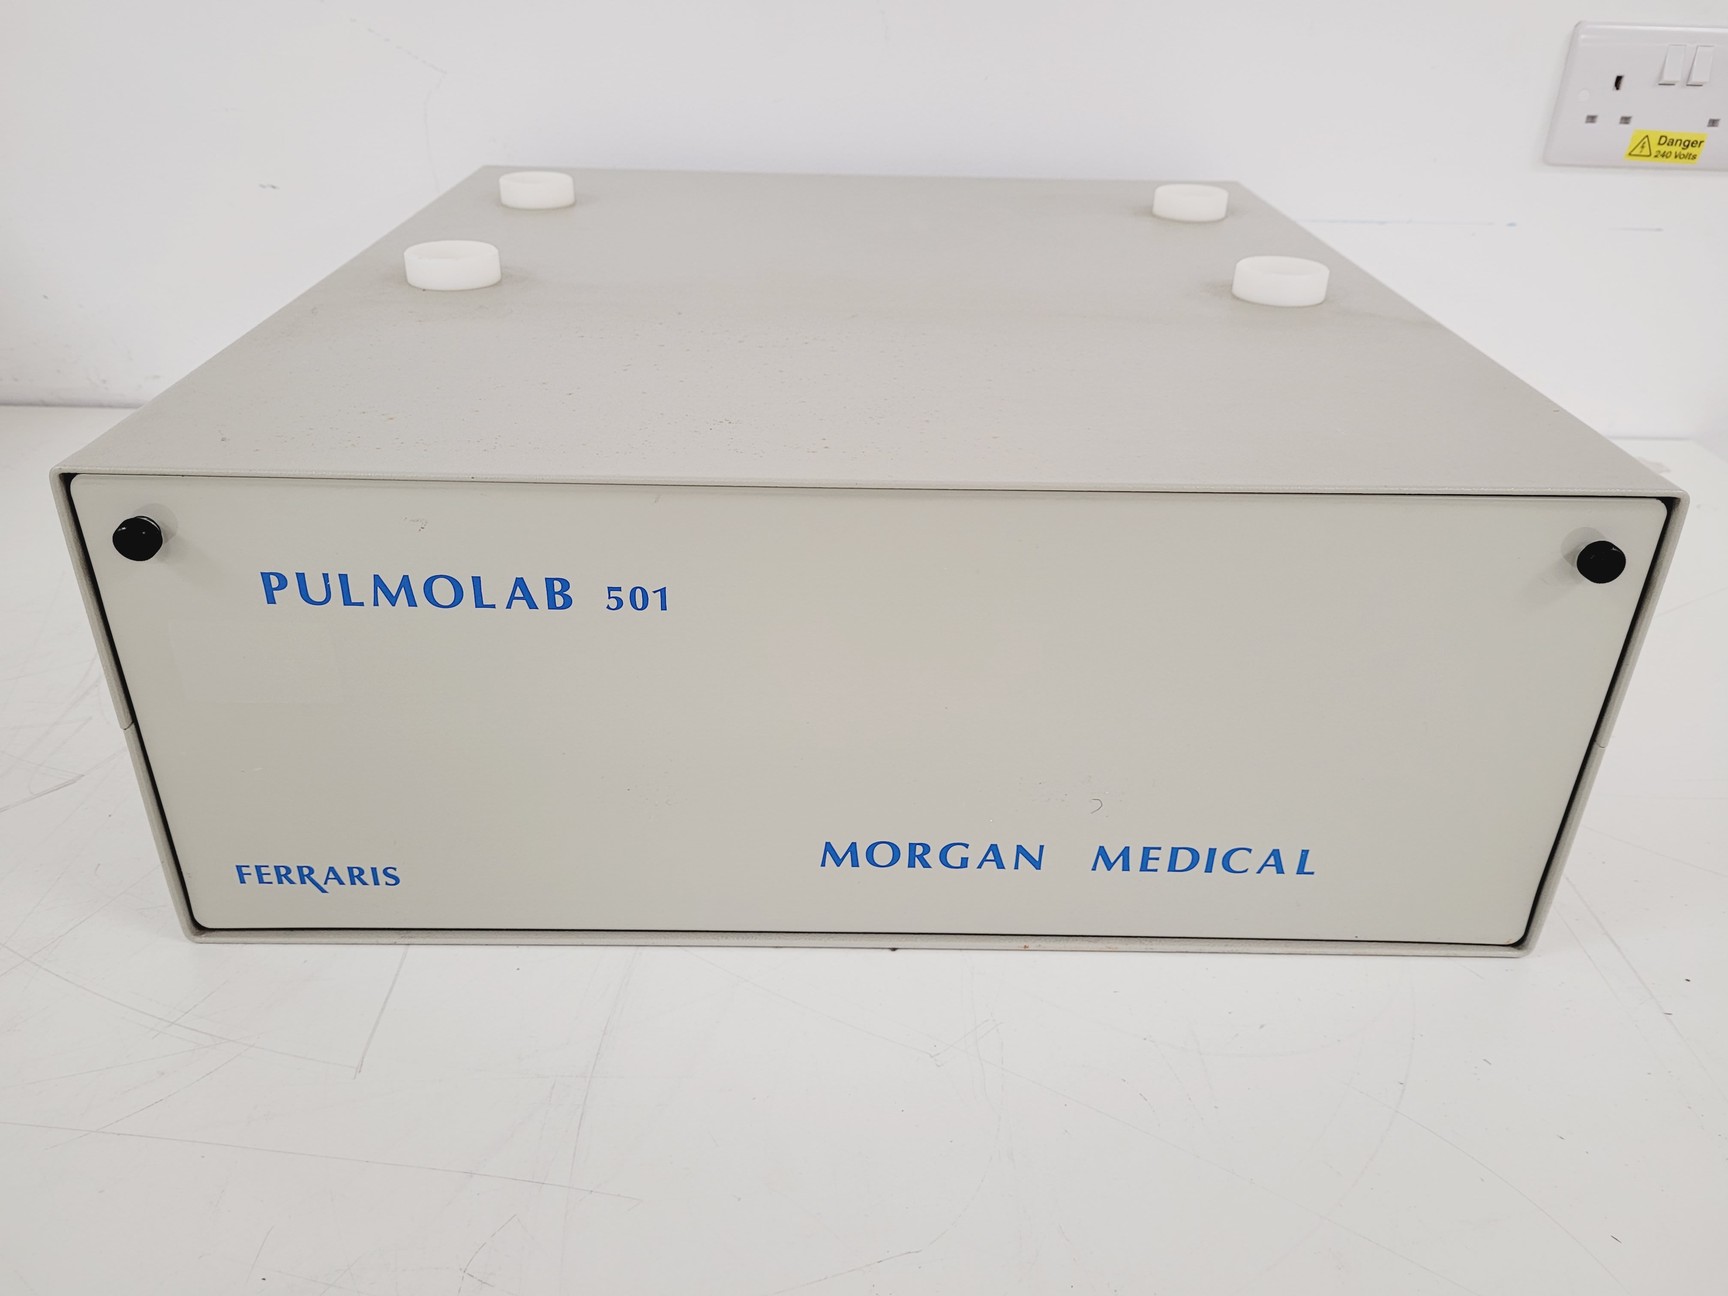 Danger
240 Volts
PULMOLAB 501
FERRARIS
MORGAN MEDICAL